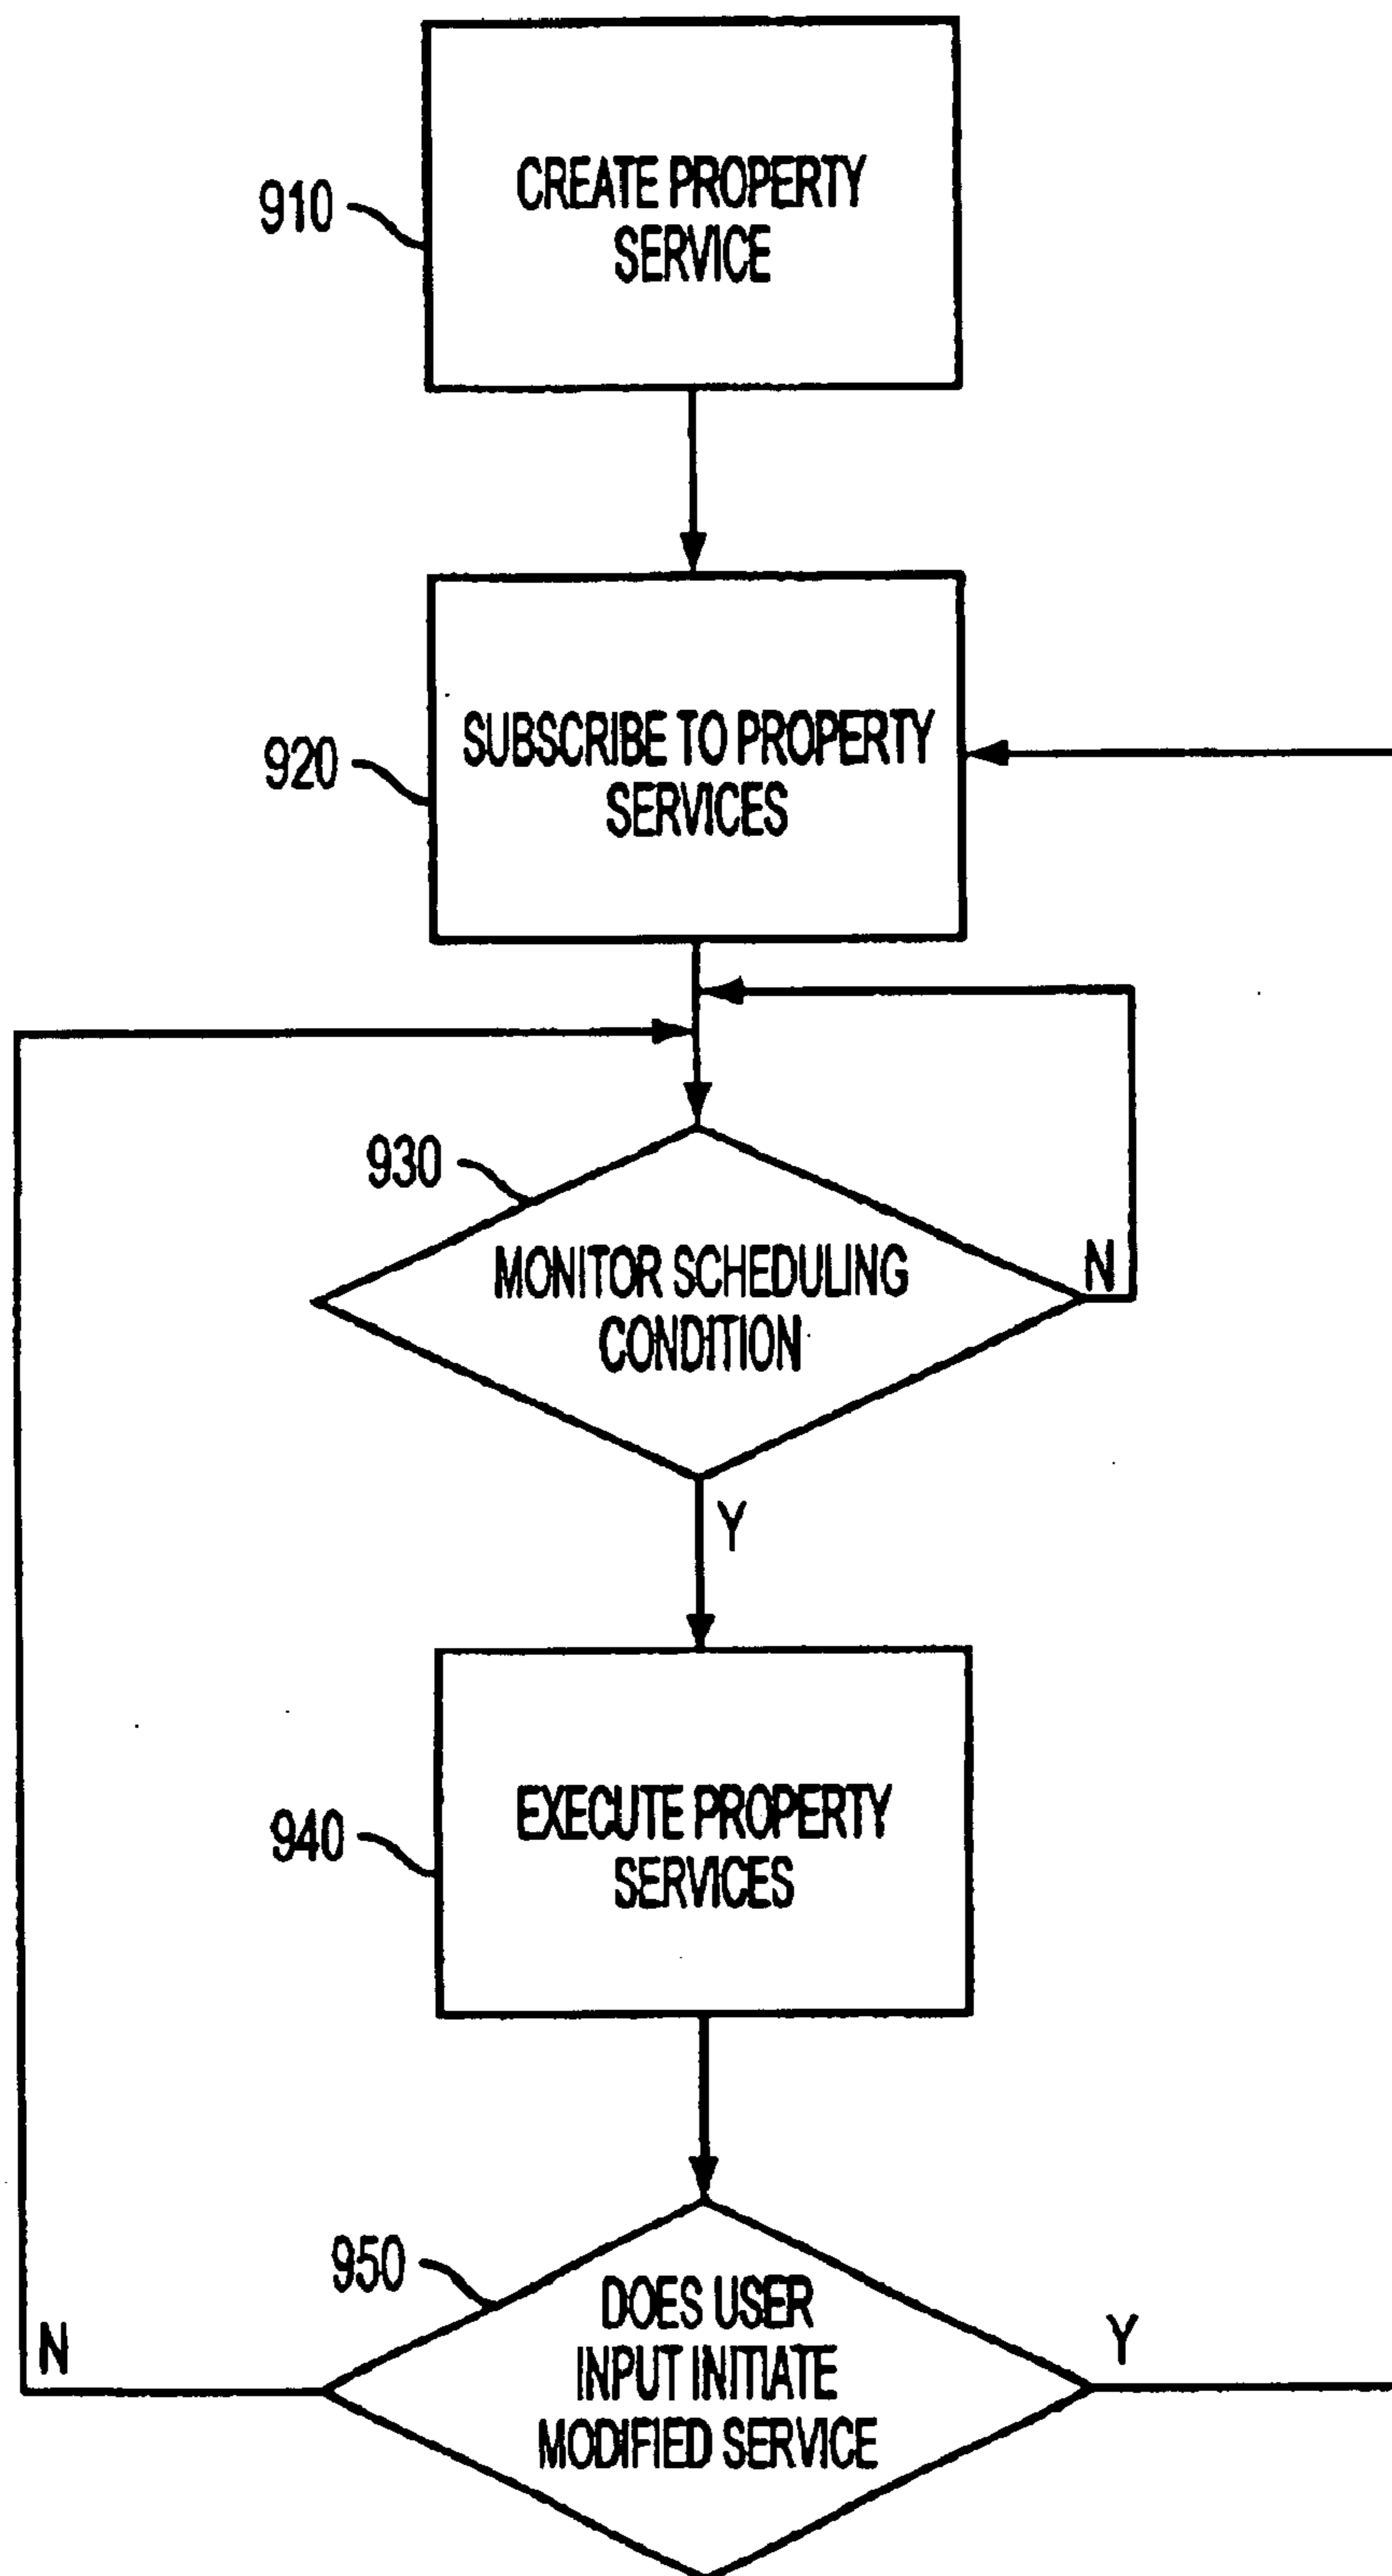 910
CREATE PROPERTY
SERVICE
920
SUBSCRIBE TO PROPERTY
SERVICES
930
MONITOR SCHEDULING
CONDITION
N
Y
940
EXECUTE PROPERTY
SERVICES
950
DOES USER
INPUT INITIATE
MODIFIED SERVICE
N
Y